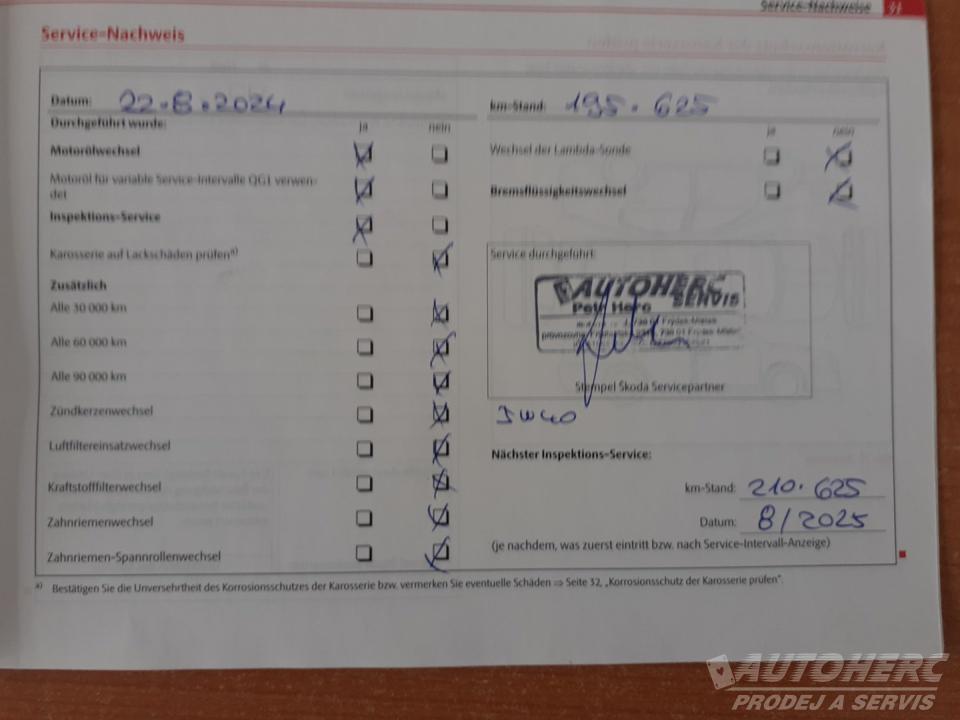 Service-Nachweise
Service-Nachweis
Datum: 22.8.2024
km-Stand: 195.625
Durchgeführt wurde: ja nein
ja nein
Motorölwechsel
Wechsel der Lambda-Sonde
Motoröl für variable Service-Intervalle QG1 verwen-
det
Bremsflüssigkeitswechsel
Inspektions-Service
Karosserie auf Lackschäden prüfen a)
Zusätzlich
Alle 30 000 km
Alle 60 000 km
Alle 90 000 km
Zündkerzenwechsel
Luftfiltereinsatzwechsel
Kraftstofffilterwechsel
Zahnriemenwechsel
Zahnriemen-Spannrollenwechsel
Service durchgeführt:
AUTOHERC
SERVIS
Petr Herc
Stempel Škoda Servicepartner
5W40
Nächster Inspektions-Service:
km-Stand: 210.625
Datum: 8/2025
(je nachdem, was zuerst eintritt bzw. nach Service-Intervall-Anzeige)
a) Bestätigen Sie die Unversehrtheit des Korrosionsschutzes der Karosserie bzw. vermerken Sie eventuelle Schäden ⇒ Seite 32, „Korrosionsschutz der Karosserie prüfen“.
AUTOHERC
PRODEJ A SERVIS